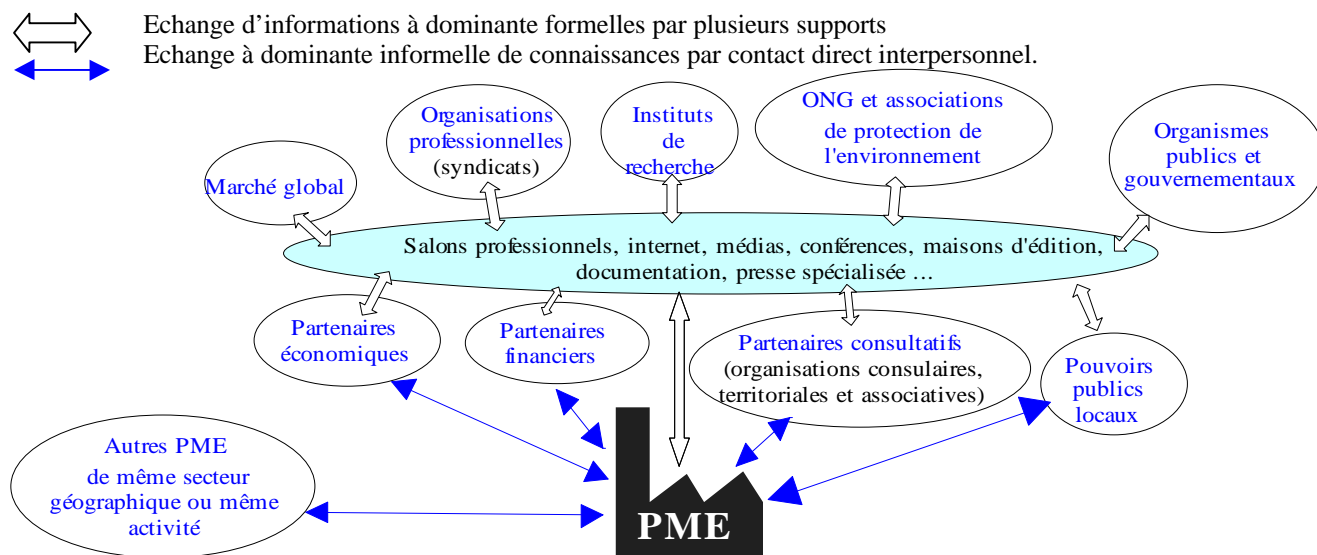 Echange d’informations à dominante formelles par plusieurs supports
Echange à dominante informelle de connaissances par contact direct interpersonnel.
Organisations
professionnelles
(syndicats)
Instituts
de
recherche
ONG et associations
de protection de
l'environnement
Organismes
publics et
gouvernementaux
Marché global
Salons professionnels, internet, médias, conférences, maisons d'édition,
documentation, presse spécialisée ...
Partenaires
économiques
Partenaires
financiers
Partenaires consultatifs
(organisations consulaires,
territoriales et associatives)
Pouvoirs
publics
locaux
Autres PME
de même secteur
géographique ou même
activité
PME